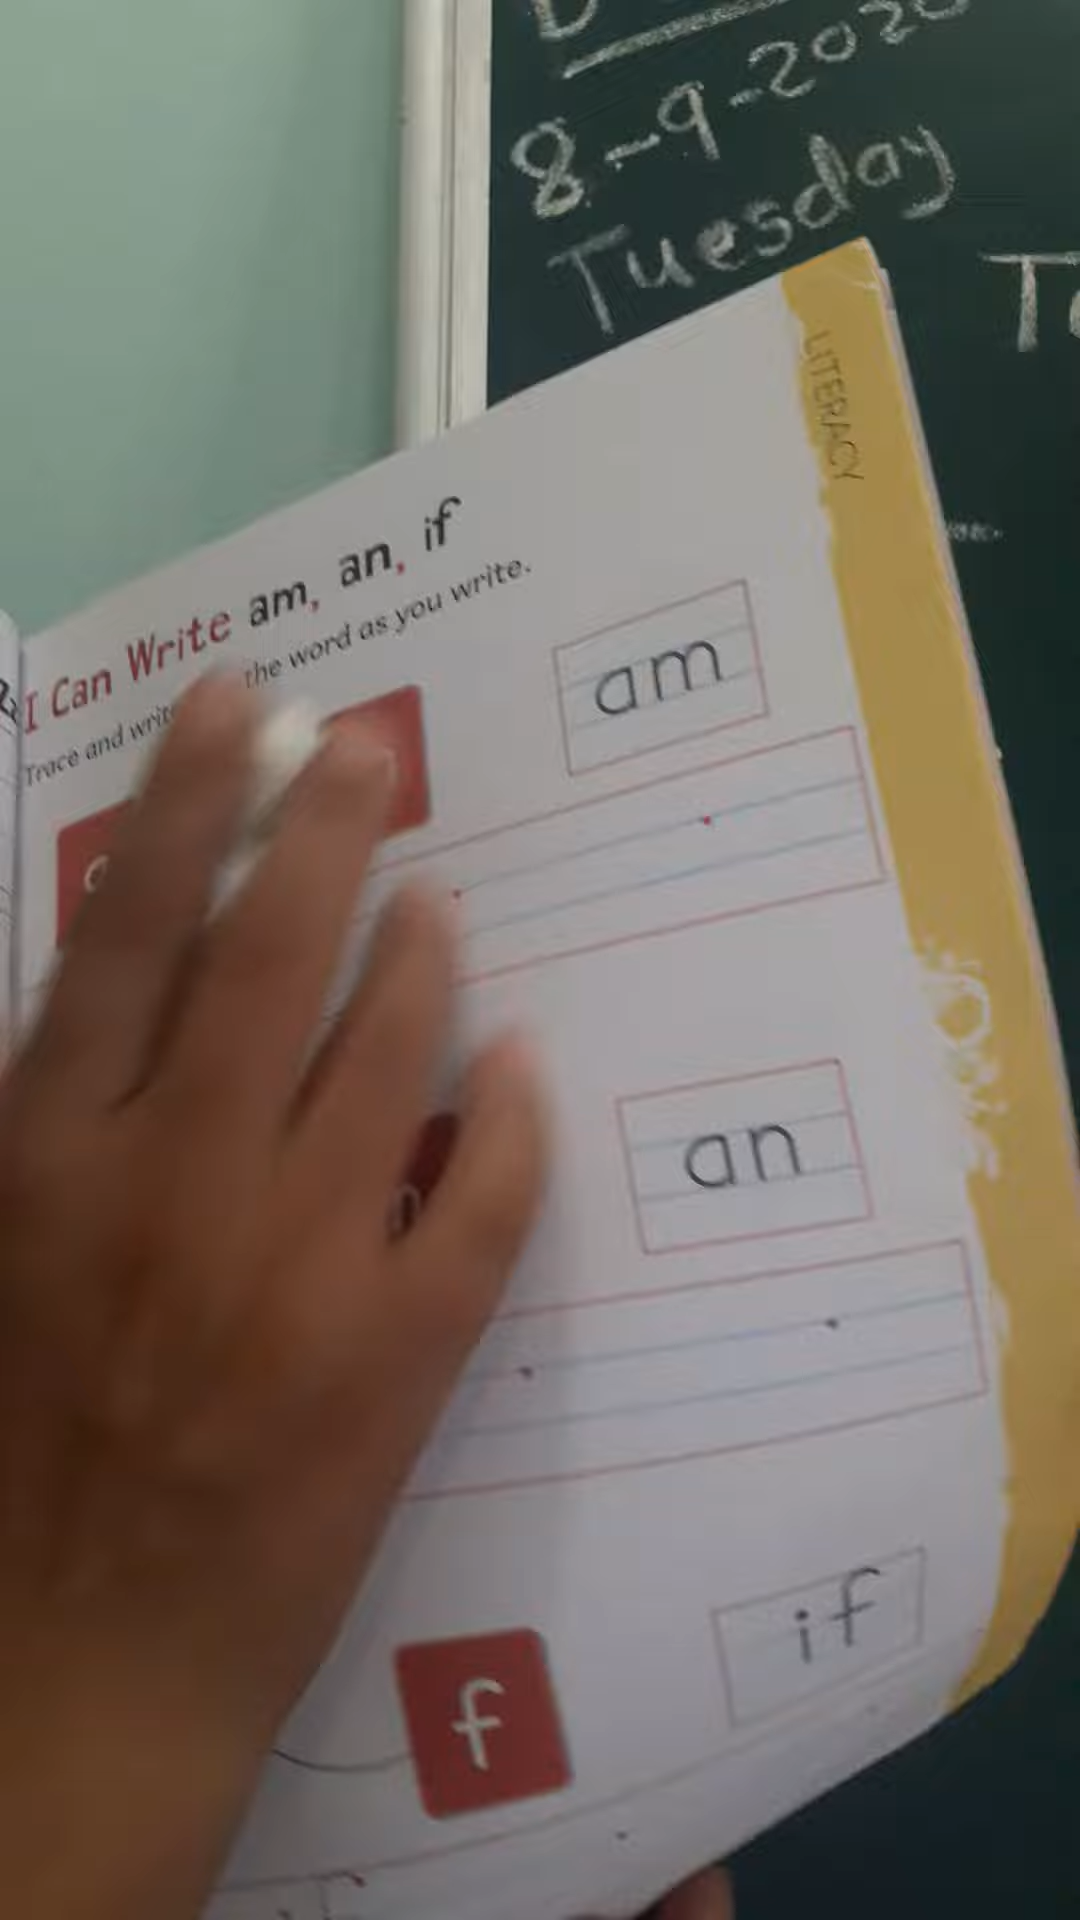 8-9-2020
Tuesday
LITERACY
I Can Write am, an, if
Trace and write the word as you write.
am
an
if
f